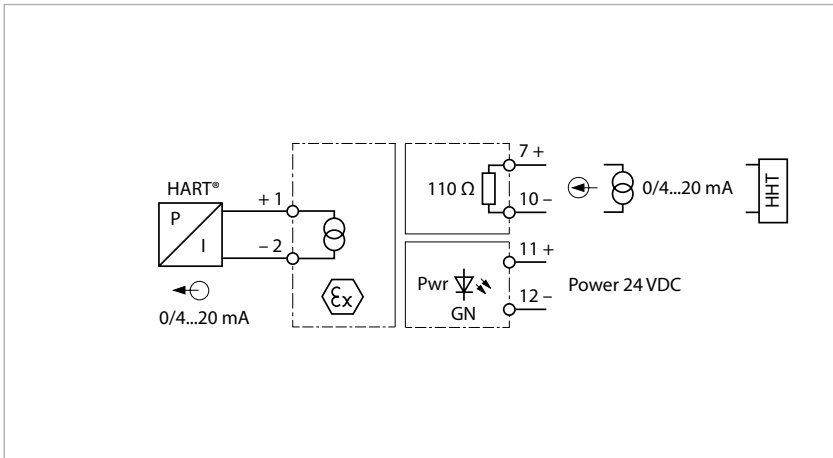 HART®
P
I
0/4...20 mA
+ 1
– 2
Ex
110 Ω
7 +
10 –
0/4...20 mA
HHT
Pwr
GN
11 +
12 –
Power 24 VDC